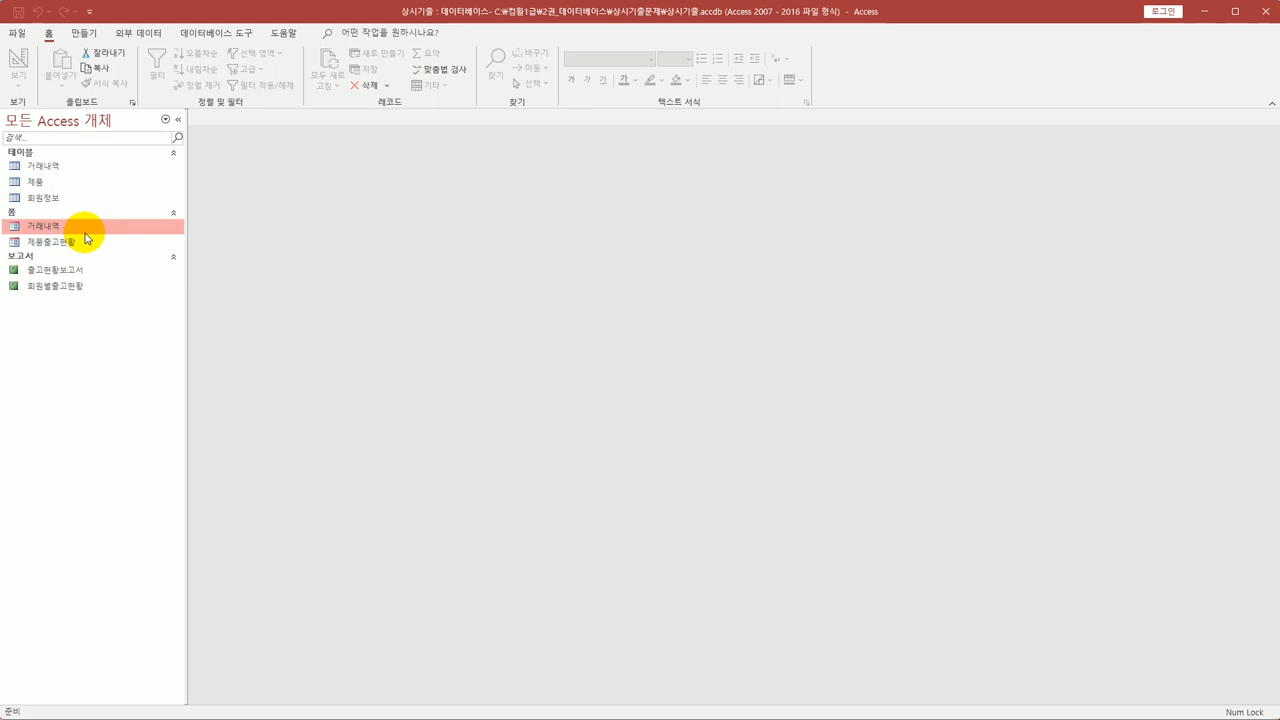 상시기출 : 데이터베이스- C:₩컴활1급₩2권_데이터베이스₩상시기출문제₩상시기출.accdb (Access 2007 - 2016 파일 형식) - Access
로그인
파일 홈 만들기 외부 데이터 데이터베이스 도구 도움말 어떤 작업을 원하시나요?
보기
보기
붙여넣기
잘라내기
복사
서식 복사
클립보드
필터
오름차순
내림차순
정렬 제거
선택 영역
고급
필터 적용/해제
정렬 및 필터
모두 새로 고침
새로 만들기
저장
삭제
요약
맞춤법 검사
기타
레코드
찾기
바꾸기
이동
선택
찾기
가 가 가 가
텍스트 서식
모든 Access 개체
검색...
테이블
거래내역
제품
회원정보
폼
거래내역
제품출고현황
보고서
출고현황보고서
회원별출고현황
준비
Num Lock